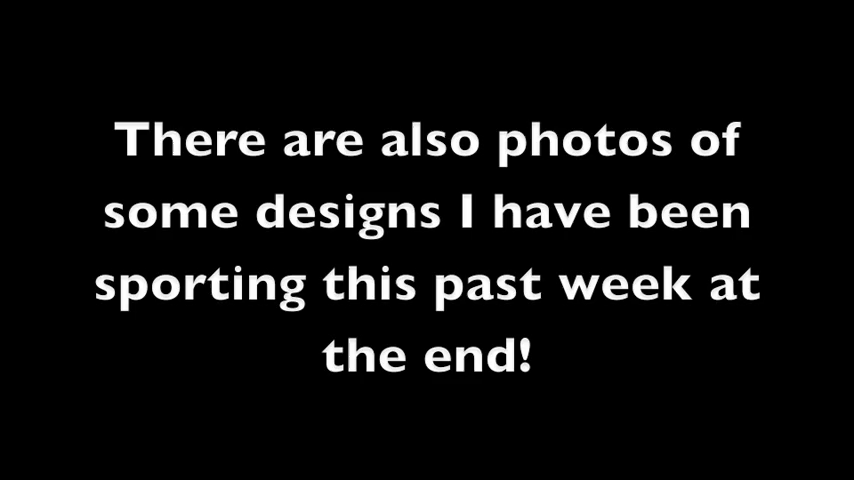 There are also photos of
some designs I have been
sporting this past week at
the end!